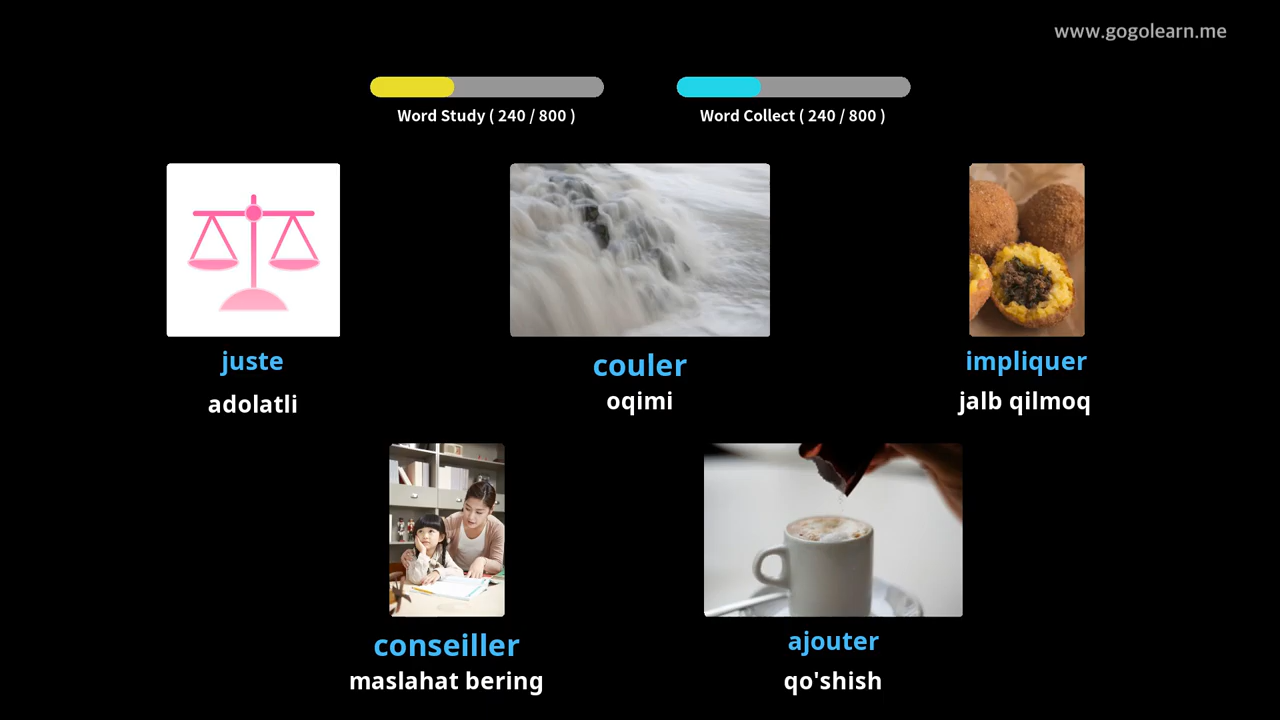 www.gogolearn.me
Word Study ( 240 / 800 )
Word Collect ( 240 / 800 )
juste
adolatli
couler
oqimi
impliquer
jalb qilmoq
conseiller
maslahat bering
ajouter
qo'shish